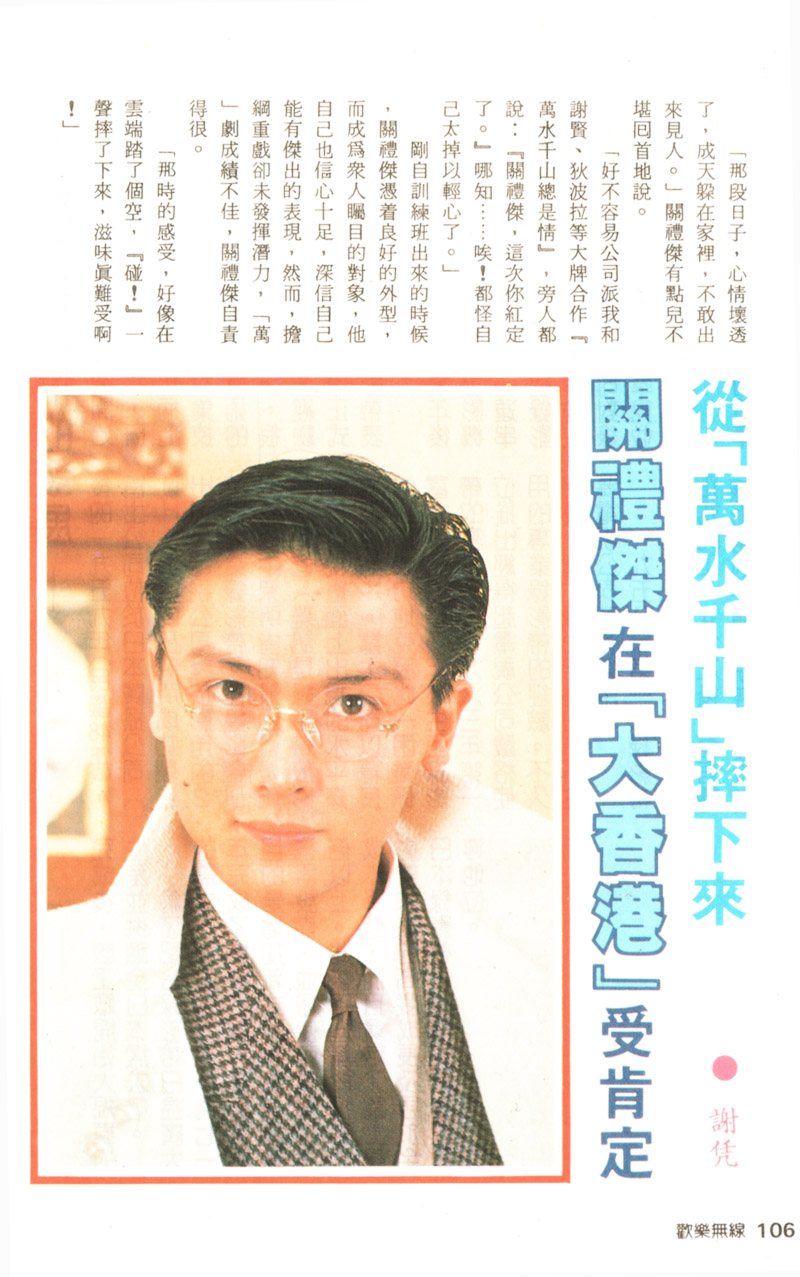 從「萬水千山」摔下來
關禮傑在『大香港』受肯定
●謝凭
「那段日子，心情壞透
了，成天躲在家裡，不敢出
來見人。」關禮傑有點兒不
堪囘首地說。
「好不容易公司派我和
謝賢、狄波拉等大牌合作『
萬水千山總是情』，旁人都
說：『關禮傑，這次你紅定
了。』哪知……唉！都怪自
己太掉以輕心了。」
剛自訓練班出來的時候
，關禮傑憑着良好的外型，
而成爲衆人矚目的對象，他
自己也信心十足，深信自己
能有傑出的表現，然而，擔
綱重戲卻未發揮潛力，「萬
」劇成績不佳，關禮傑自責
得很。
「那時的感受，好像在
雲端踏了個空，『碰！』一
聲摔了下來，滋味眞難受啊
！」
歡樂無線 106